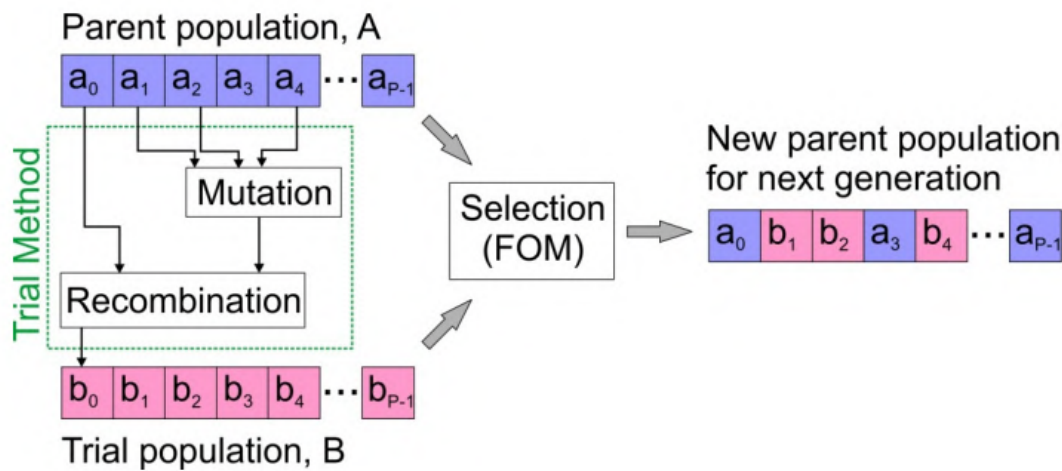 Parent population, A
a₀ a₁ a₂ a₃ a₄ ••• aP-1
Trial Method
Mutation
Recombination
b₀ b₁ b₂ b₃ b₄ ••• bP-1
Trial population, B
Selection
(FOM)
New parent population
for next generation
a₀ b₁ b₂ a₃ b₄ ••• aP-1